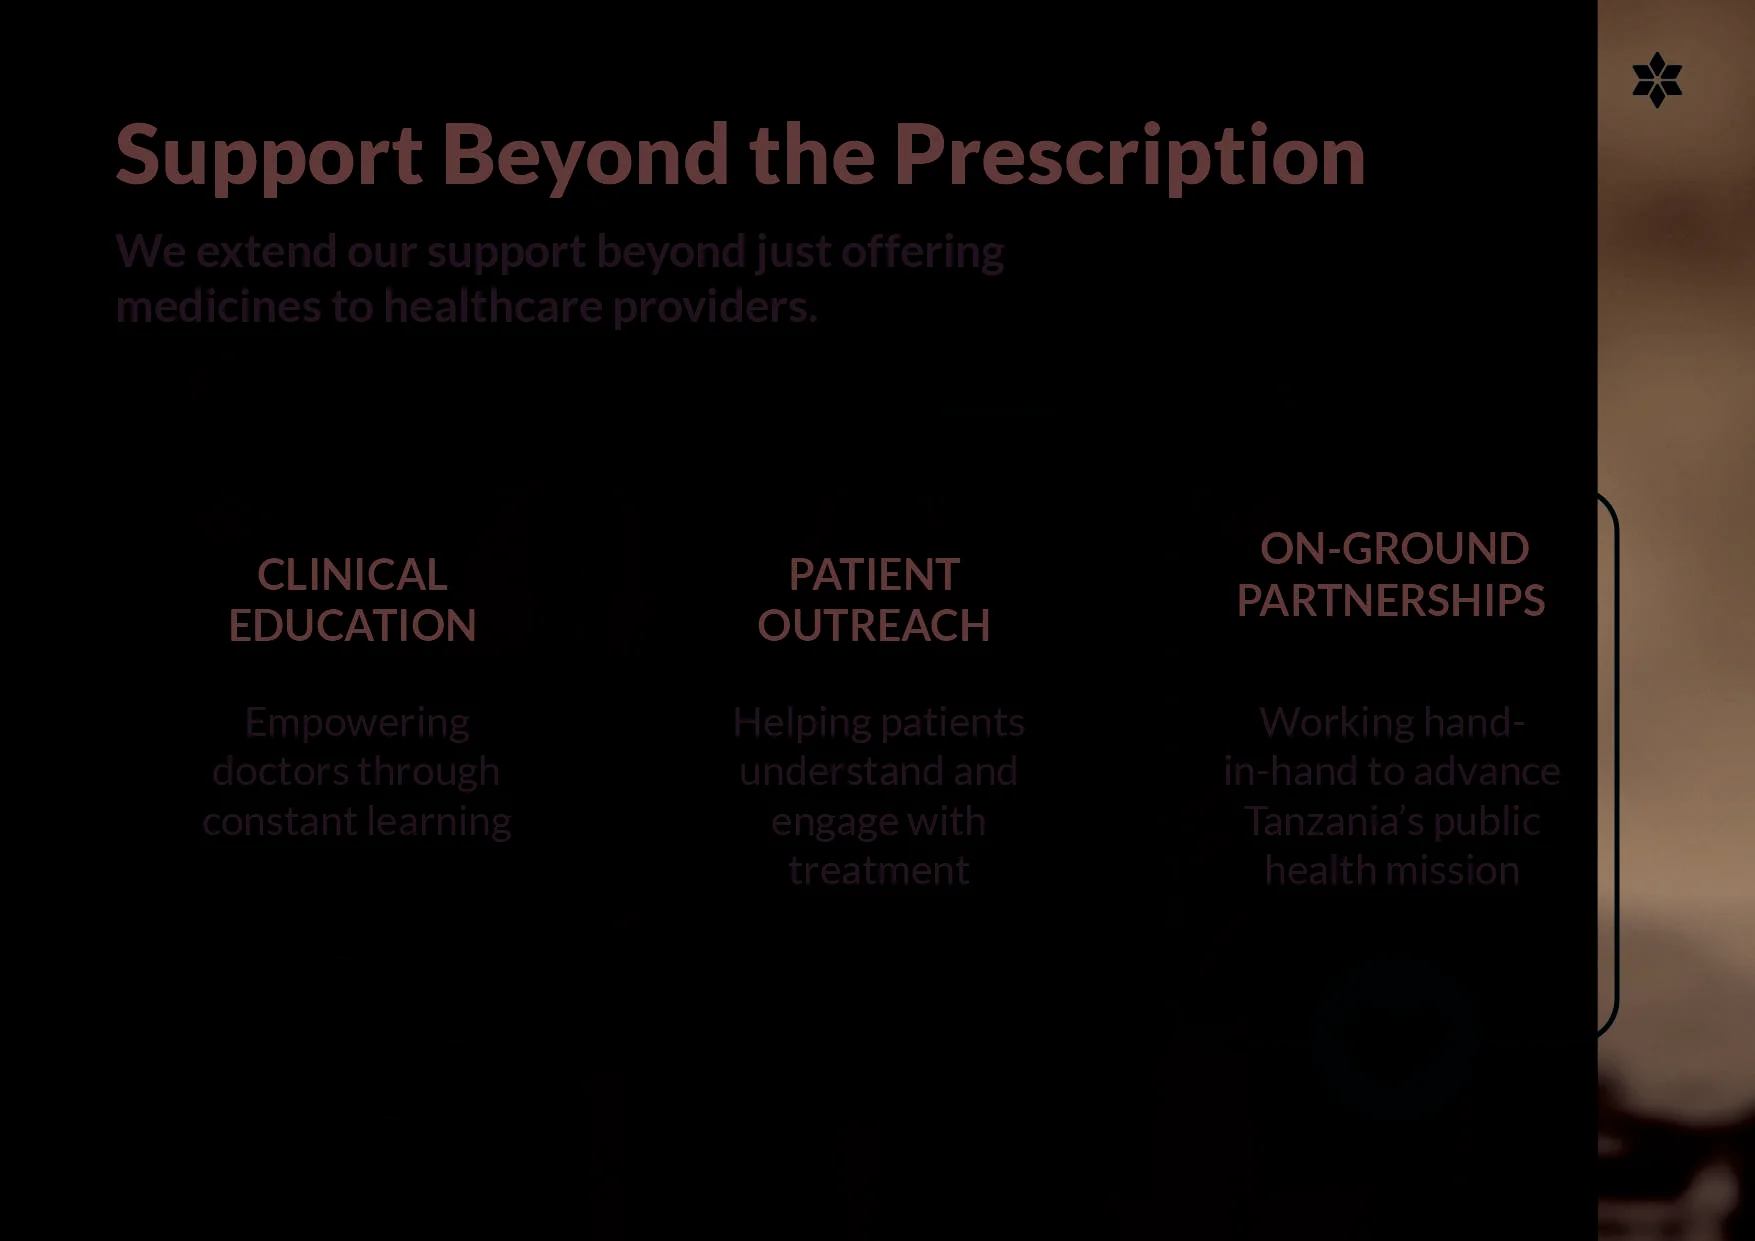 Support Beyond the Prescription
We extend our support beyond just offering
medicines to healthcare providers.
CLINICAL
EDUCATION
Empowering
doctors through
constant learning
PATIENT
OUTREACH
Helping patients
understand and
engage with
treatment
ON-GROUND
PARTNERSHIPS
Working hand-
in-hand to advance
Tanzania’s public
health mission